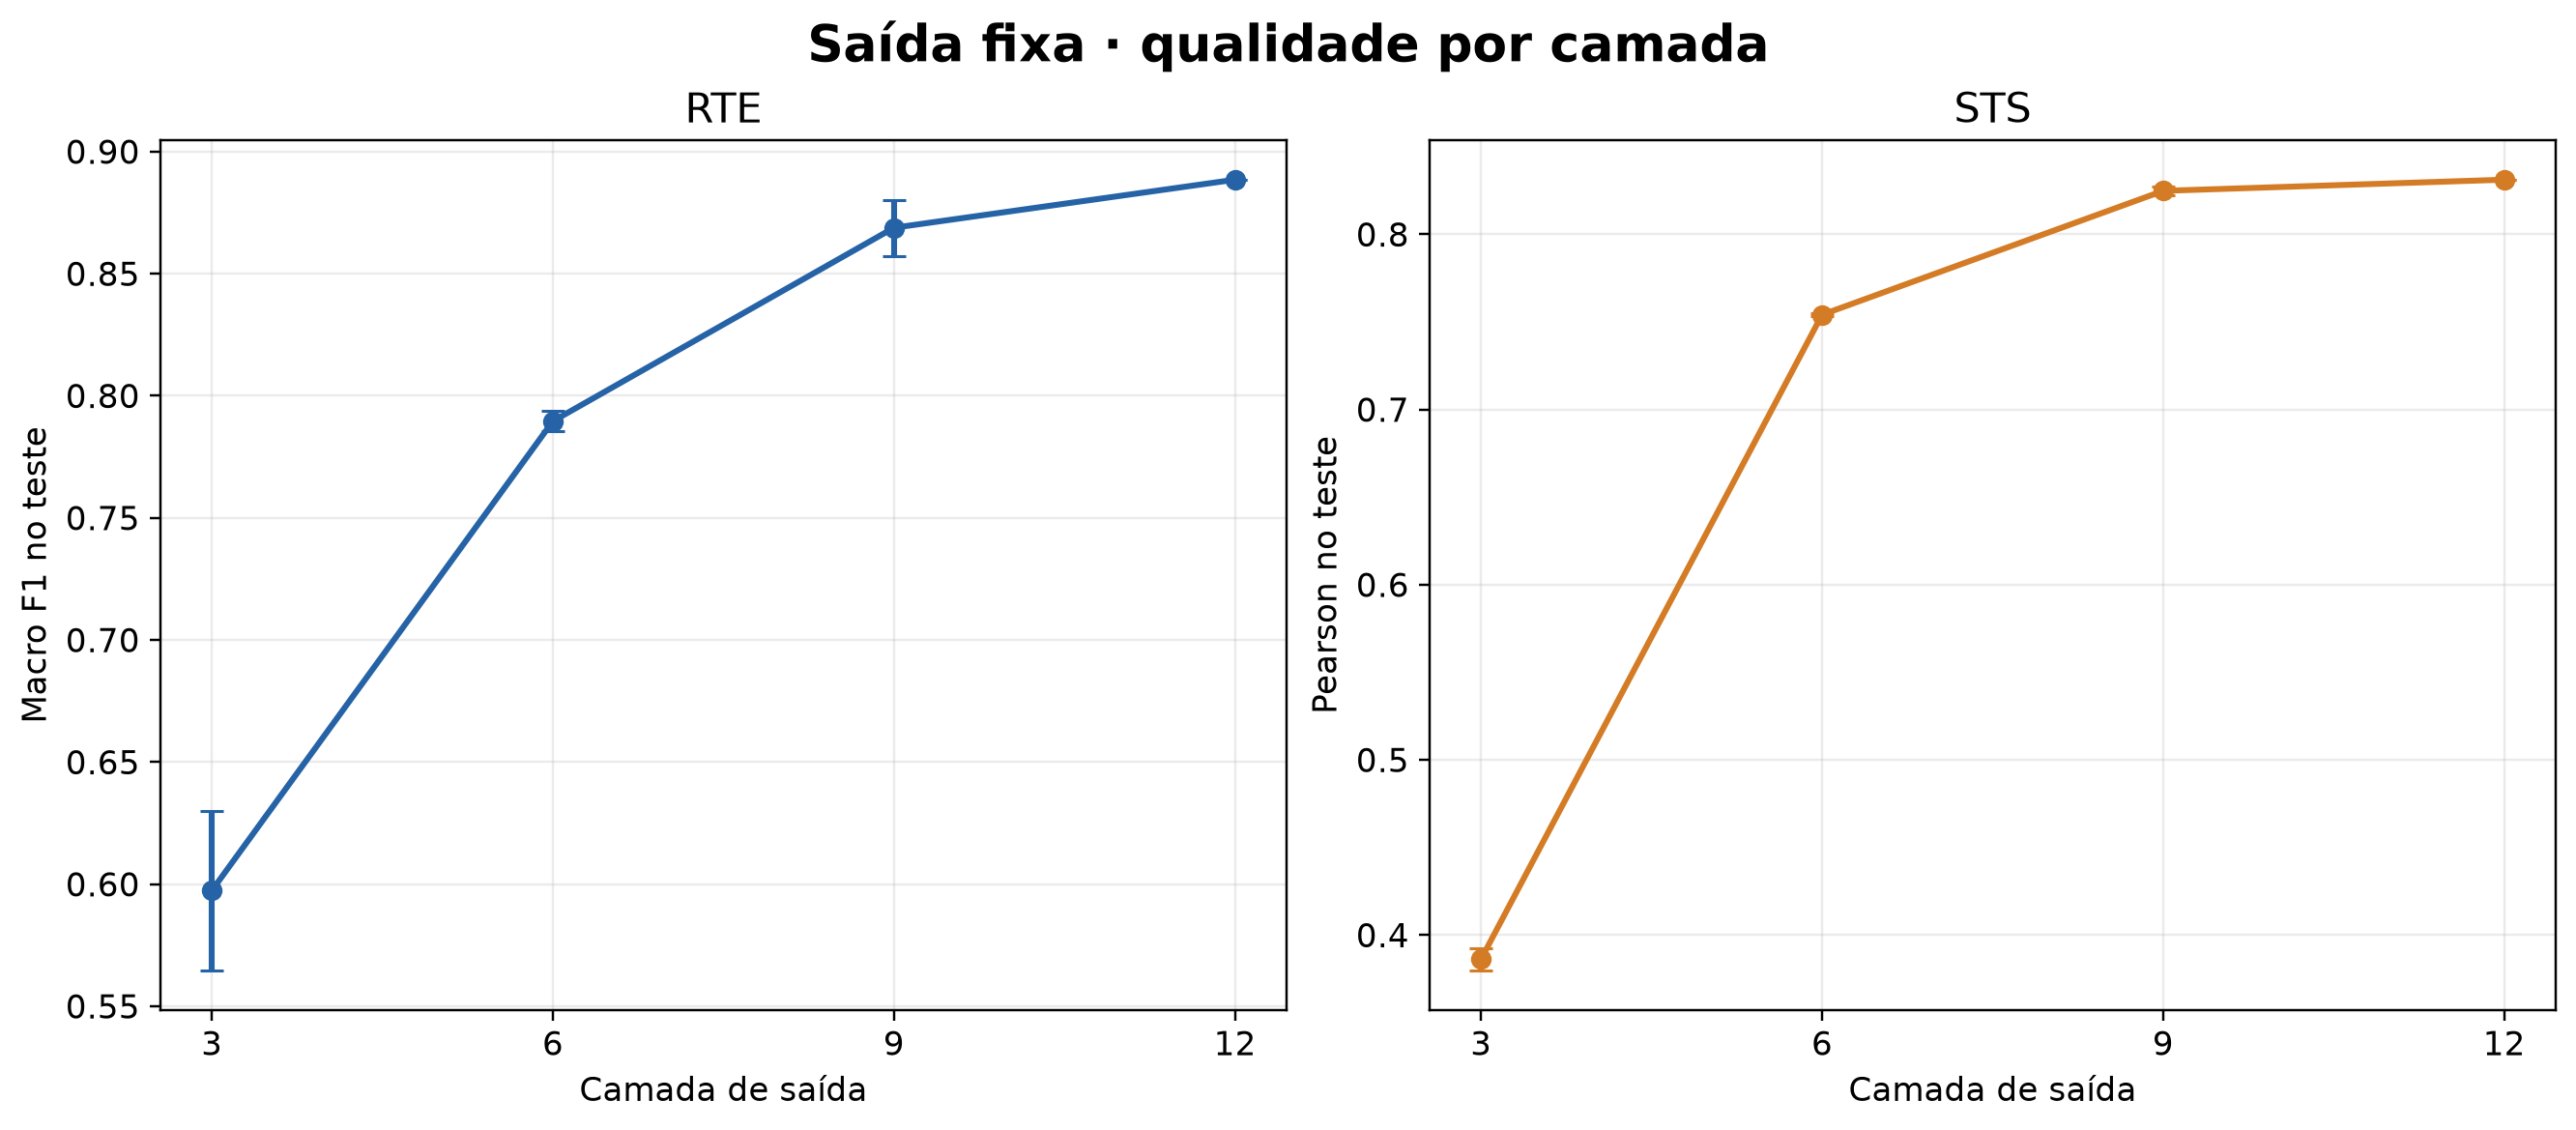 Saída fixa · qualidade por camada
RTE
Macro F1 no teste
0.90
0.85
0.80
0.75
0.70
0.65
0.60
0.55
3 6 9 12
Camada de saída
STS
Pearson no teste
0.8
0.7
0.6
0.5
0.4
3 6 9 12
Camada de saída